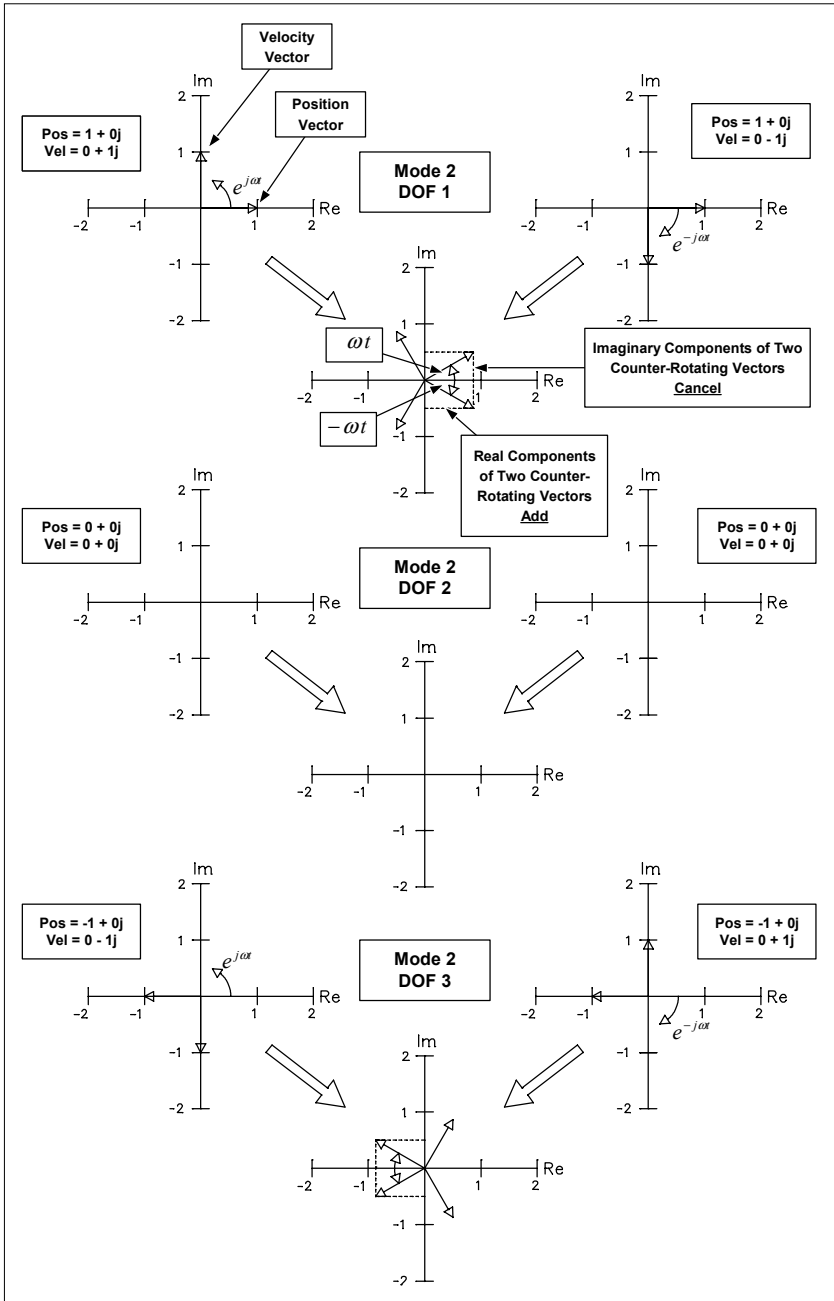 Velocity
Vector
Im
2
Position
Vector
Pos = 1 + 0j
Vel = 0 + 1j
1
e^{jωt}
-2
-1
1
2
Re
-1
-2
Mode 2
DOF 1
Im
2
Pos = 1 + 0j
Vel = 0 - 1j
1
-2
-1
1
2
Re
e^{-jωt}
-1
-2
Im
2
1
ωt
-2
-1
1
2
Re
-ωt
-1
-2
Imaginary Components of Two
Counter-Rotating Vectors
Cancel
Real Components
of Two Counter-
Rotating Vectors
Add
Im
2
Pos = 0 + 0j
Vel = 0 + 0j
1
-2
-1
1
2
Re
-1
-2
Mode 2
DOF 2
Im
2
Pos = 0 + 0j
Vel = 0 + 0j
1
-2
-1
1
2
Re
-1
-2
Im
2
1
-2
-1
1
2
Re
-1
-2
Im
2
Pos = -1 + 0j
Vel = 0 - 1j
1
e^{jωt}
-2
-1
1
2
Re
-1
-2
Mode 2
DOF 3
Im
2
Pos = -1 + 0j
Vel = 0 + 1j
1
-2
-1
1
2
Re
e^{-jωt}
-1
-2
Im
2
1
-2
-1
1
2
Re
-1
-2